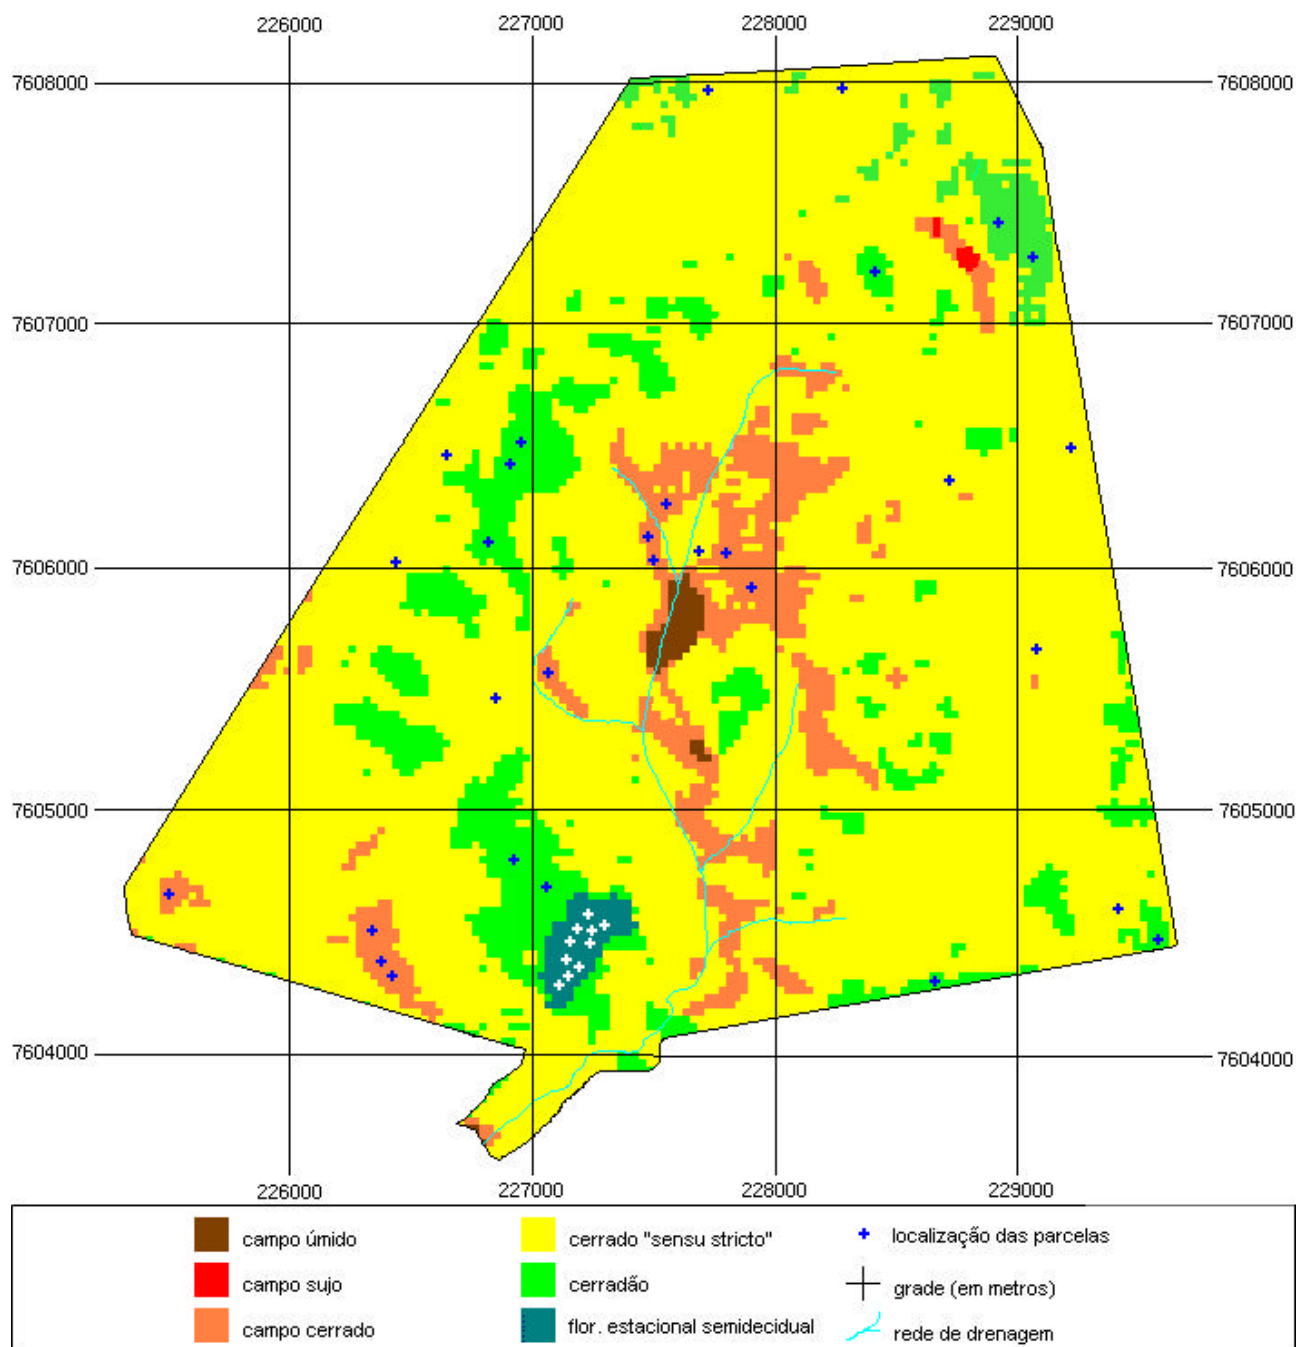 226000 227000 228000 229000
7608000 7608000
7607000 7607000
7606000 7606000
7605000 7605000
7604000 7604000
226000 227000 228000 229000
campo úmido
campo sujo
campo cerrado
cerrado "sensu stricto"
cerradão
flor. estacional semidecidual
localização das parcelas
grade (em metros)
rede de drenagem